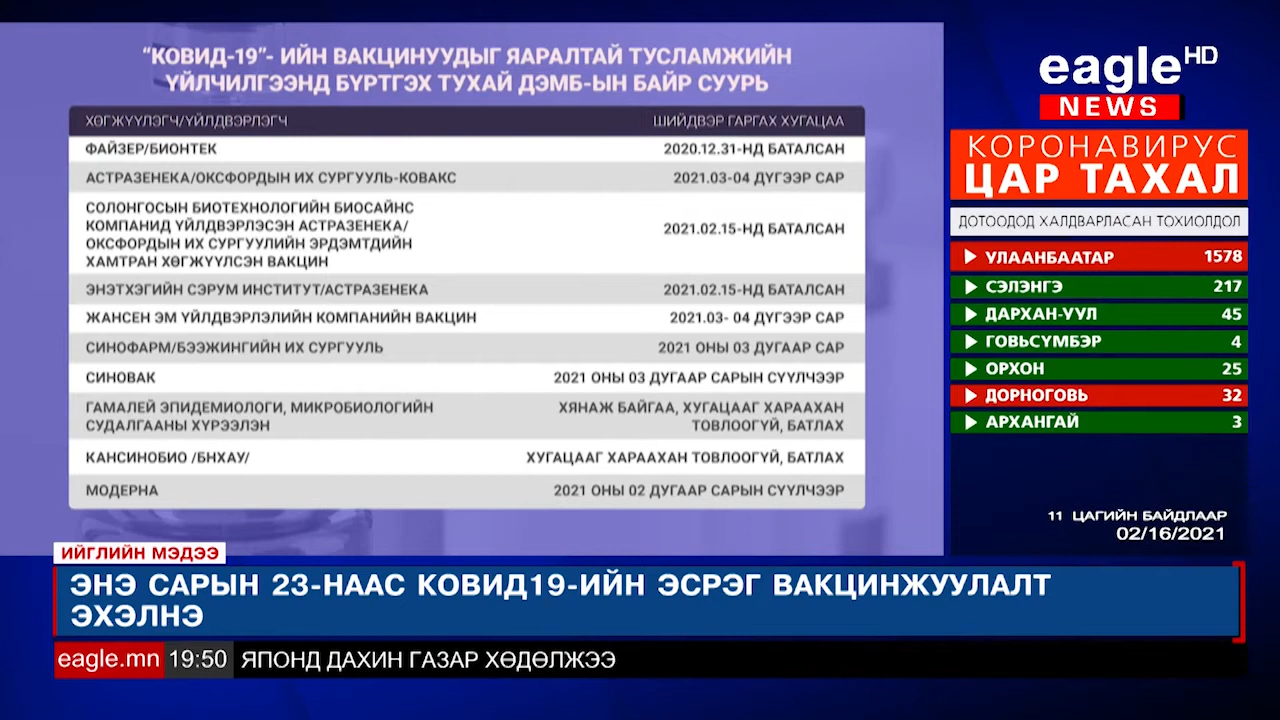 “КОВИД-19”- ИЙН ВАКЦИНУУДЫГ ЯАРАЛТАЙ ТУСЛАМЖИЙН
ҮЙЛЧИЛГЭЭНД БҮРТГЭХ ТУХАЙ ДЭМБ-ЫН БАЙР СУУРЬ
ХӨГЖҮҮЛЭГЧ/ҮЙЛДВЭРЛЭГЧ ШИЙДВЭР ГАРГАХ ХУГАЦАА
ФАЙЗЕР/БИОНТЕК 2020.12.31-НД БАТАЛСАН
АСТРАЗЕНЕКА/ОКСФОРДЫН ИХ СУРГУУЛЬ-КОВАКС 2021.03-04 ДҮГЭЭР САР
СОЛОНГОСЫН БИОТЕХНОЛОГИЙН БИОСАЙНС
КОМПАНИД ҮЙЛДВЭРЛЭСЭН АСТРАЗЕНЕКА/
ОКСФОРДЫН ИХ СУРГУУЛИЙН ЭРДЭМТДИЙН
ХАМТРАН ХӨГЖҮҮЛСЭН ВАКЦИН
2021.02.15-НД БАТАЛСАН
ЭНЭТХЭГИЙН СЭРУМ ИНСТИТУТ/АСТРАЗЕНЕКА 2021.02.15-НД БАТАЛСАН
ЖАНСЕН ЭМ ҮЙЛДВЭРЛЭЛИЙН КОМПАНИЙН ВАКЦИН 2021.03- 04 ДҮГЭЭР САР
СИНОФАРМ/БЭЭЖИНГИЙН ИХ СУРГУУЛЬ 2021 ОНЫ 03 ДУГААР САР
СИНОВАК 2021 ОНЫ 03 ДУГААР САРЫН СҮҮЛЧЭЭР
ГАМАЛЕЙ ЭПИДЕМИОЛОГИ, МИКРОБИОЛОГИЙН
СУДАЛГААНЫ ХҮРЭЭЛЭН
ХЯНАЖ БАЙГАА, ХУГАЦААГ ХАРААХАН
ТОВЛООГҮЙ, БАТЛАХ
КАНСИНОБИО /БНХАУ/ ХУГАЦААГ ХАРААХАН ТОВЛООГҮЙ, БАТЛАХ
МОДЕРНА 2021 ОНЫ 02 ДУГААР САРЫН СҮҮЛЧЭЭР
eagle HD
NEWS
КОРОНАВИРУС
ЦАР ТАХАЛ
ДОТООДОД ХАЛДВАРЛАСАН ТОХИОЛДОЛ
УЛААНБААТАР 1578
СЭЛЭНГЭ 217
ДАРХАН-УУЛ 45
ГОВЬСҮМБЭР 4
ОРХОН 25
ДОРНОГОВЬ 32
АРХАНГАЙ 3
11 ЦАГИЙН БАЙДЛААР
02/16/2021
ИЙГЛИЙН МЭДЭЭ
ЭНЭ САРЫН 23-НААС КОВИД19-ИЙН ЭСРЭГ ВАКЦИНЖУУЛАЛТ
ЭХЭЛНЭ
eagle.mn 19:50 ЯПОНД ДАХИН ГАЗАР ХӨДӨЛЖЭЭ